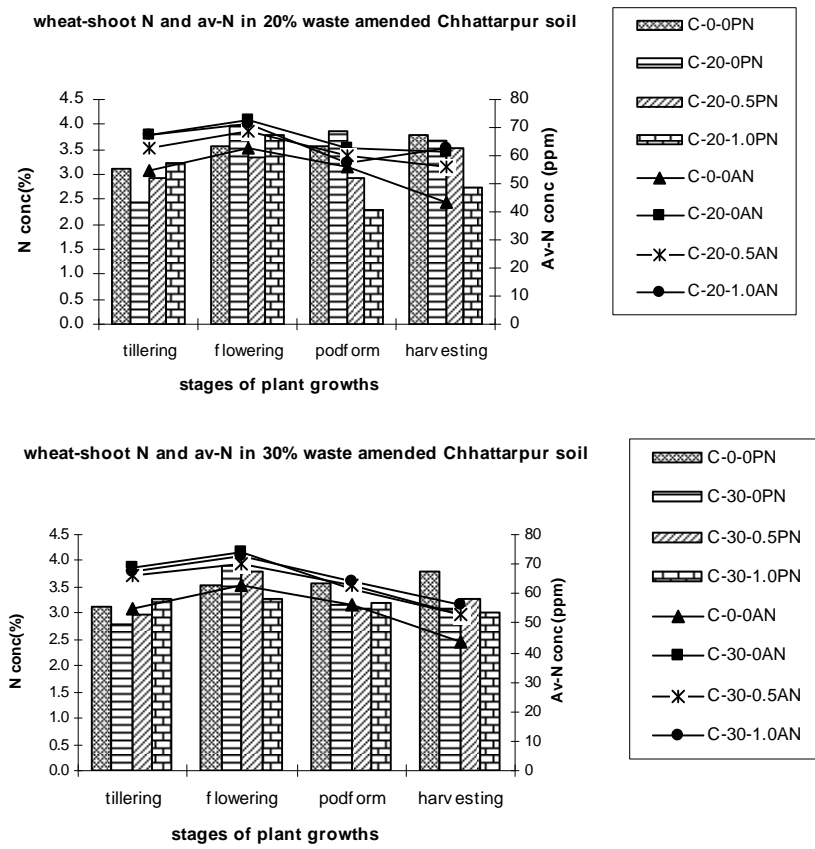 wheat-shoot N and av-N in 20% waste amended Chhattarpur soil
N conc(%)
4.5
4.0
3.5
3.0
2.5
2.0
1.5
1.0
0.5
0.0
80
70
60
50
40
30
20
10
0
Av-N conc (ppm)
tillering flowering podform harvesting
stages of plant growths
C-0-0PN
C-20-0PN
C-20-0.5PN
C-20-1.0PN
C-0-0AN
C-20-0AN
C-20-0.5AN
C-20-1.0AN
wheat-shoot N and av-N in 30% waste amended Chhattarpur soil
N conc(%)
4.5
4.0
3.5
3.0
2.5
2.0
1.5
1.0
0.5
0.0
80
70
60
50
40
30
20
10
0
Av-N conc (ppm)
tillering flowering podform harvesting
stages of plant growths
C-0-0PN
C-30-0PN
C-30-0.5PN
C-30-1.0PN
C-0-0AN
C-30-0AN
C-30-0.5AN
C-30-1.0AN